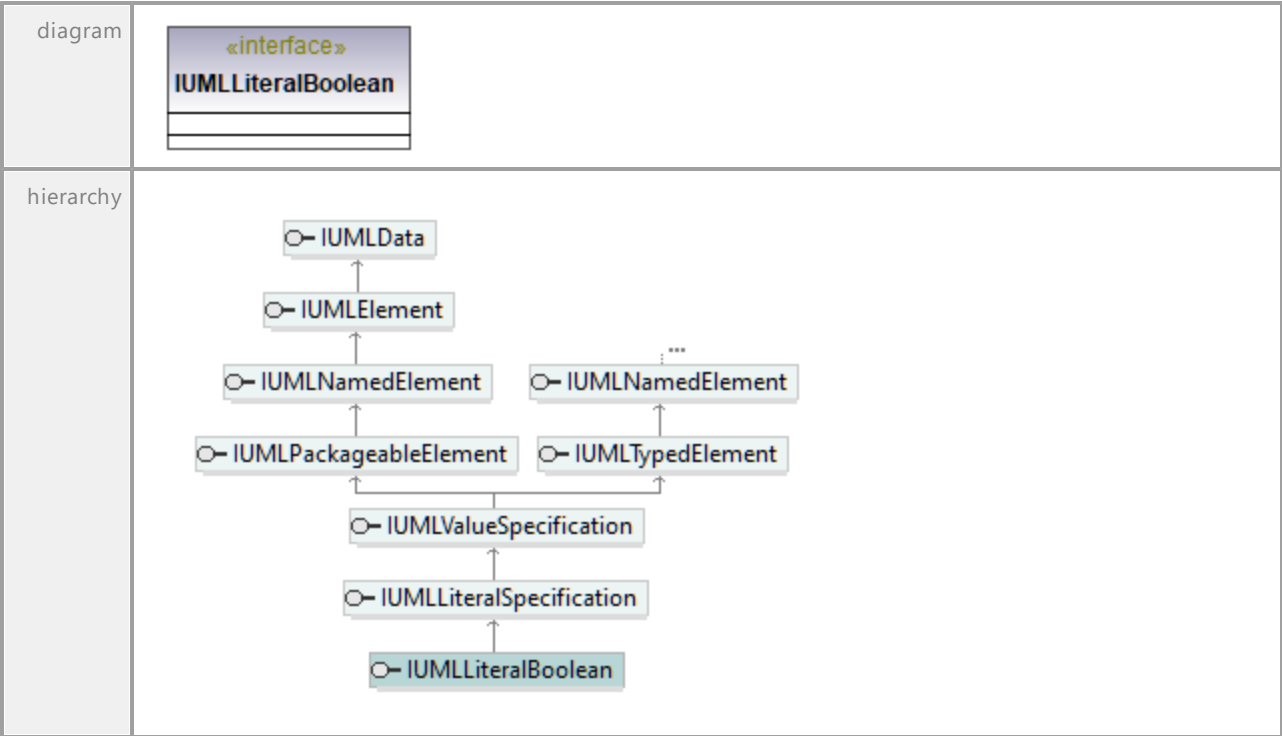 diagram
«interface»
IUMLLiteralBoolean
hierarchy
IUMLData
IUMLElement
...
IUMLNamedElement IUMLNamedElement
IUMLPackageableElement IUMLTypedElement
IUMLValueSpecification
IUMLLiteralSpecification
IUMLLiteralBoolean